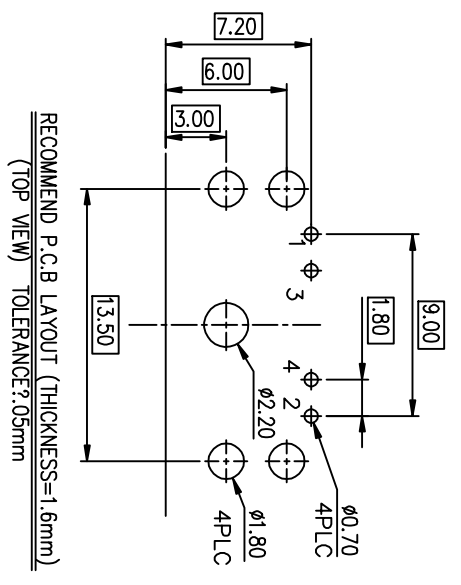 7.20
6.00
3.00
9.00
1.80
1
3
4
2
ø0.70
4PLC
ø2.20
ø1.80
4PLC
13.50
RECOMMEND P.C.B LAYOUT (THICKNESS=1.6mm)
(TOP VIEW) TOLERANCE?.05mm